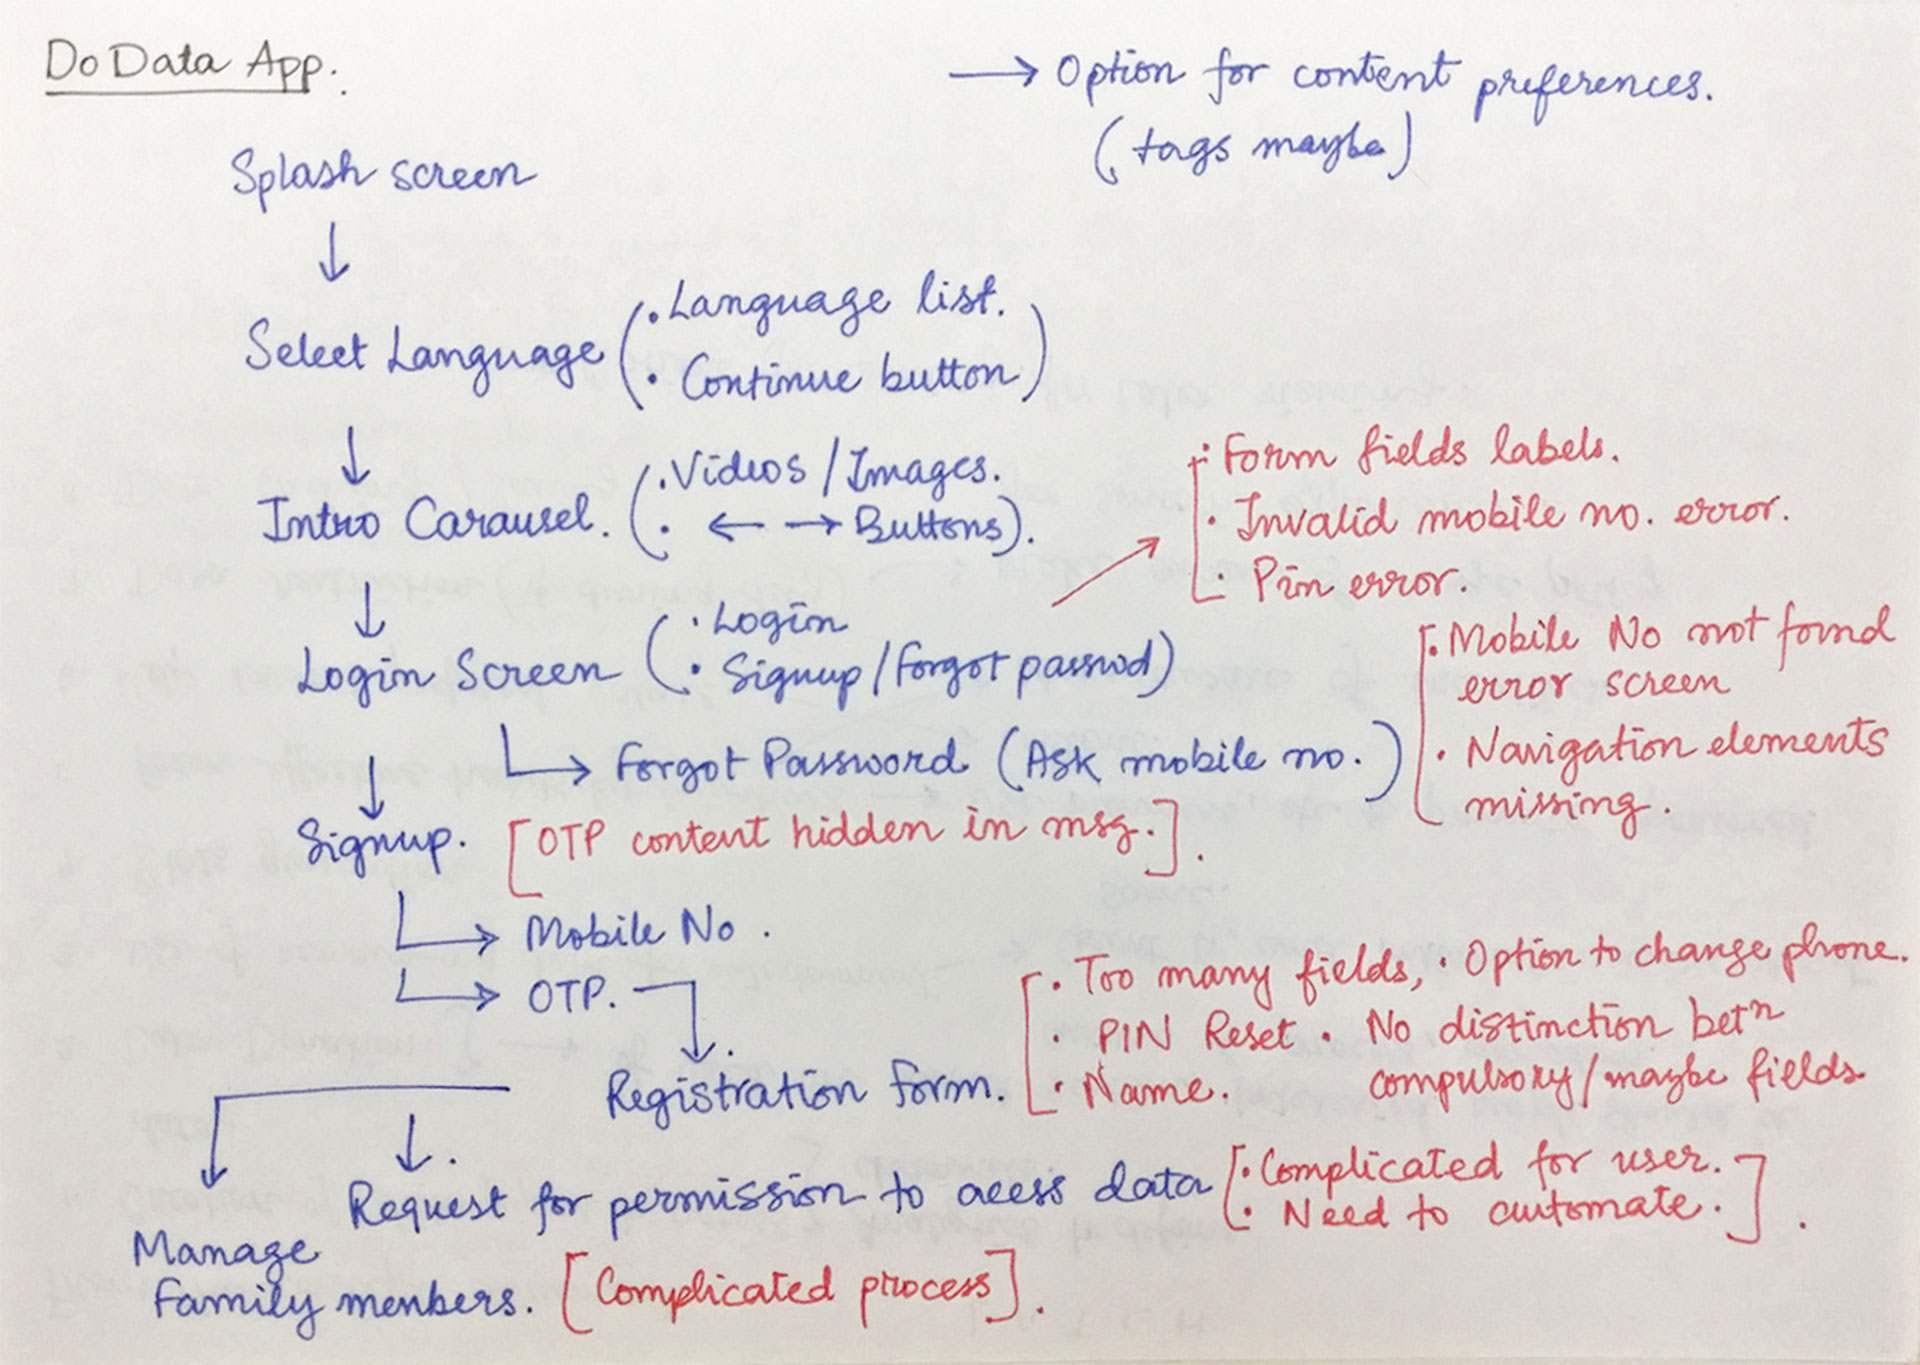 Do Data App.
→ Option for content preferences.
(tags maybe)
Splash screen
↓
Select Language (. Language list.
. Continue button)
↓
Intro Carausel. (. Videos / Images.
. ← → Buttons).
↓
Login Screen (. Login
. Signup / Forgot passwd)
→ [. Form fields labels.
. Invalid mobile no. error.
. Pin error.
↳ Forgot Password (Ask mobile no.)
[. Mobile No not found
error screen
. Navigation elements
missing.
↓
Signup. [OTP content hidden in msg.].
↳ Mobile No.
↳ OTP.
↓.
Registration form.
[. Too many fields, . Option to change phone.
. PIN Reset . No distinction betn
. Name. compulsory/maybe fields
↓.
Request for permission to acess data [. Complicated for user.
. Need to automate.].
↓
Manage
Family menbers. [Complicated process].